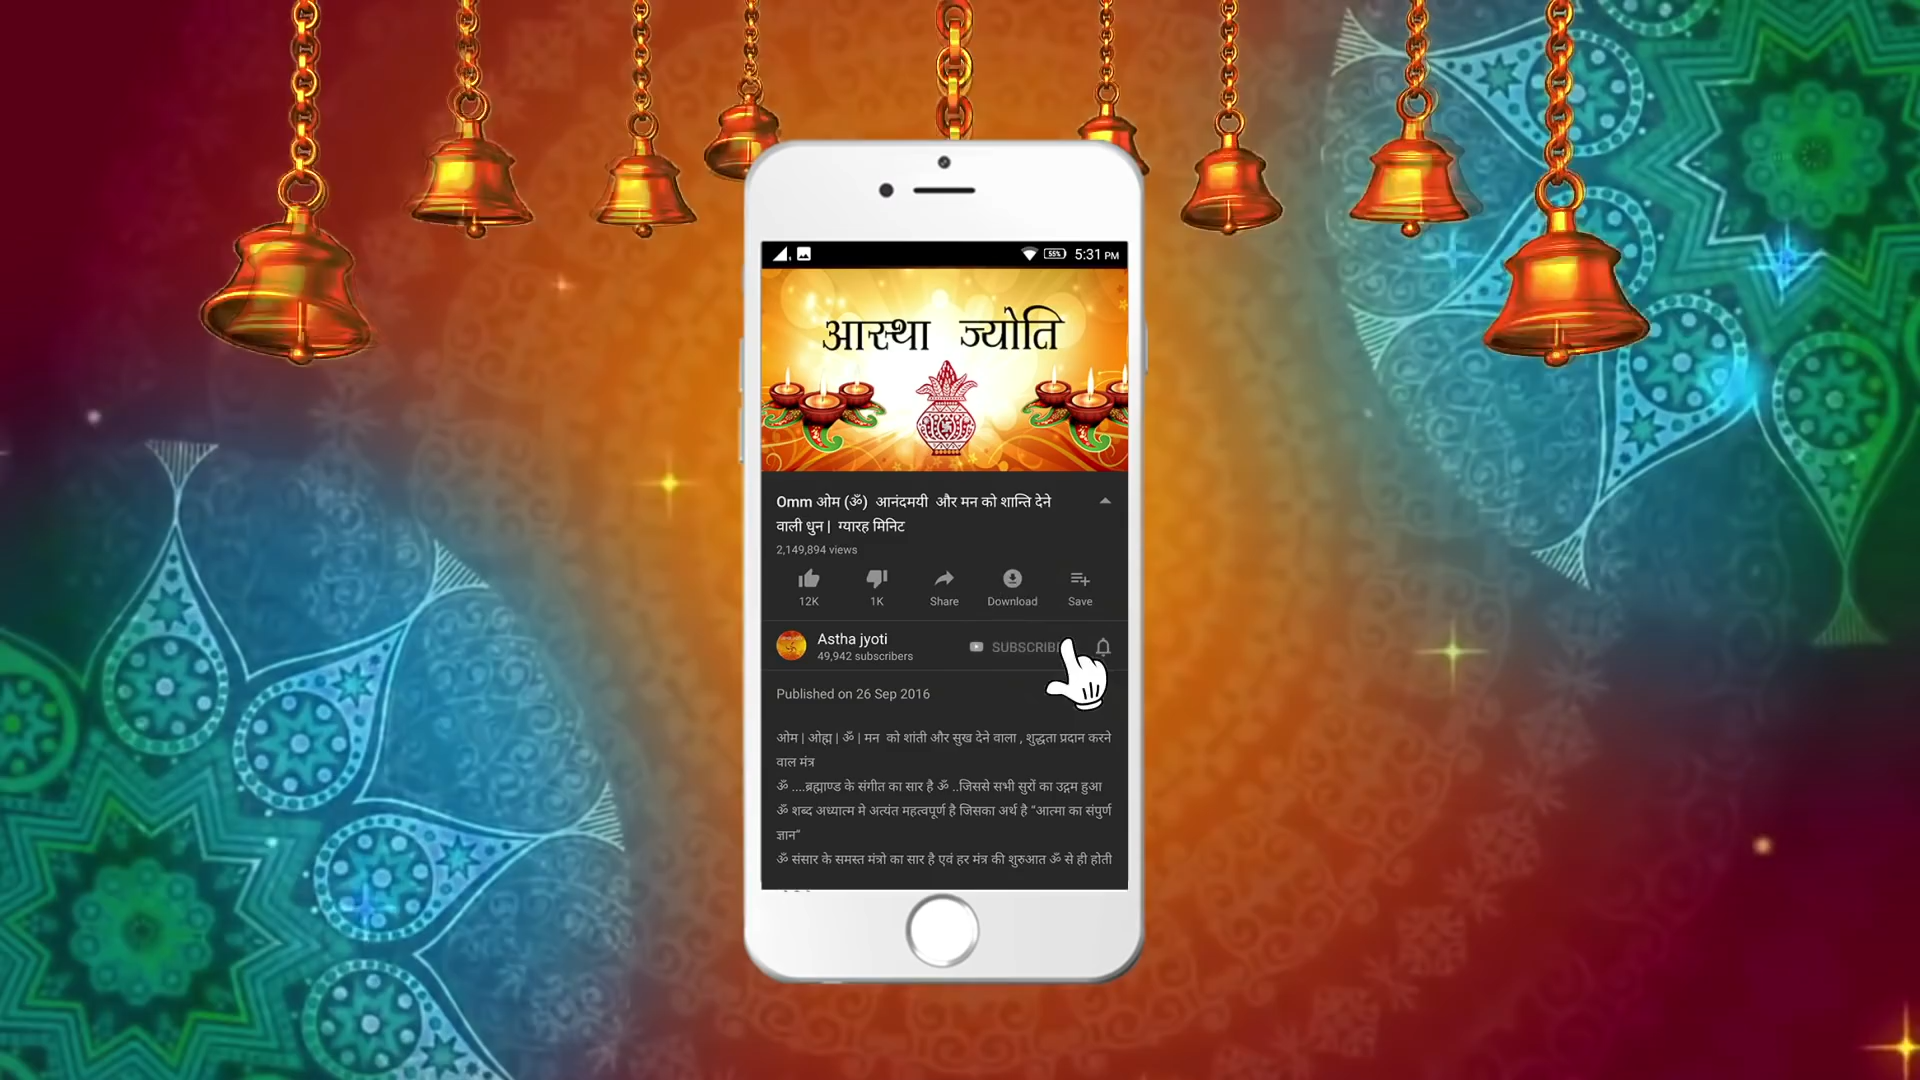 55% 5:31 PM
आस्था ज्योति
Omm ओम (ॐ) आनंदमयी और मन को शान्ति देने
वाली धुन | ग्यारह मिनिट
2,149,894 views
12K 1K Share Download Save
Astha jyoti
SUBSCRIB
49,942 subscribers
Published on 26 Sep 2016
ओम | ओह्म | ॐ | मन को शांती और सुख देने वाला , शुद्धता प्रदान करने
वाल मंत्र
ॐ ....ब्रह्माण्ड के संगीत का सार है ॐ ..जिससे सभी सुरों का उद्गम हुआ
ॐ शब्द अध्यात्म मे अत्यंत महत्वपूर्ण है जिसका अर्थ है "आत्मा का संपुर्ण
ज्ञान"
ॐ संसार के समस्त मंत्रो का सार है एवं हर मंत्र की शुरुआत ॐ से ही होती